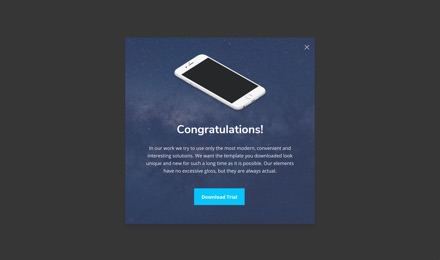 Congratulations!
In our work we try to use only the most modern, convenient and
interesting solutions. We want the template you downloaded look
unique and new for such a long time as it is possible. Our elements
have no excessive gloss, but they are always actual.
Download Trial